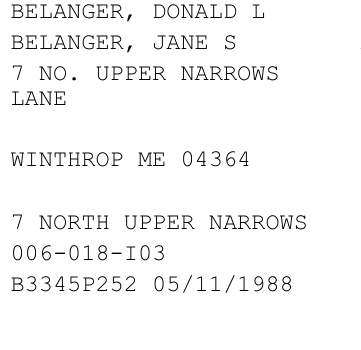 BELANGER, DONALD L
BELANGER, JANE S
7 NO. UPPER NARROWS
LANE
WINTHROP ME 04364
7 NORTH UPPER NARROWS
006-018-I03
B3345P252 05/11/1988